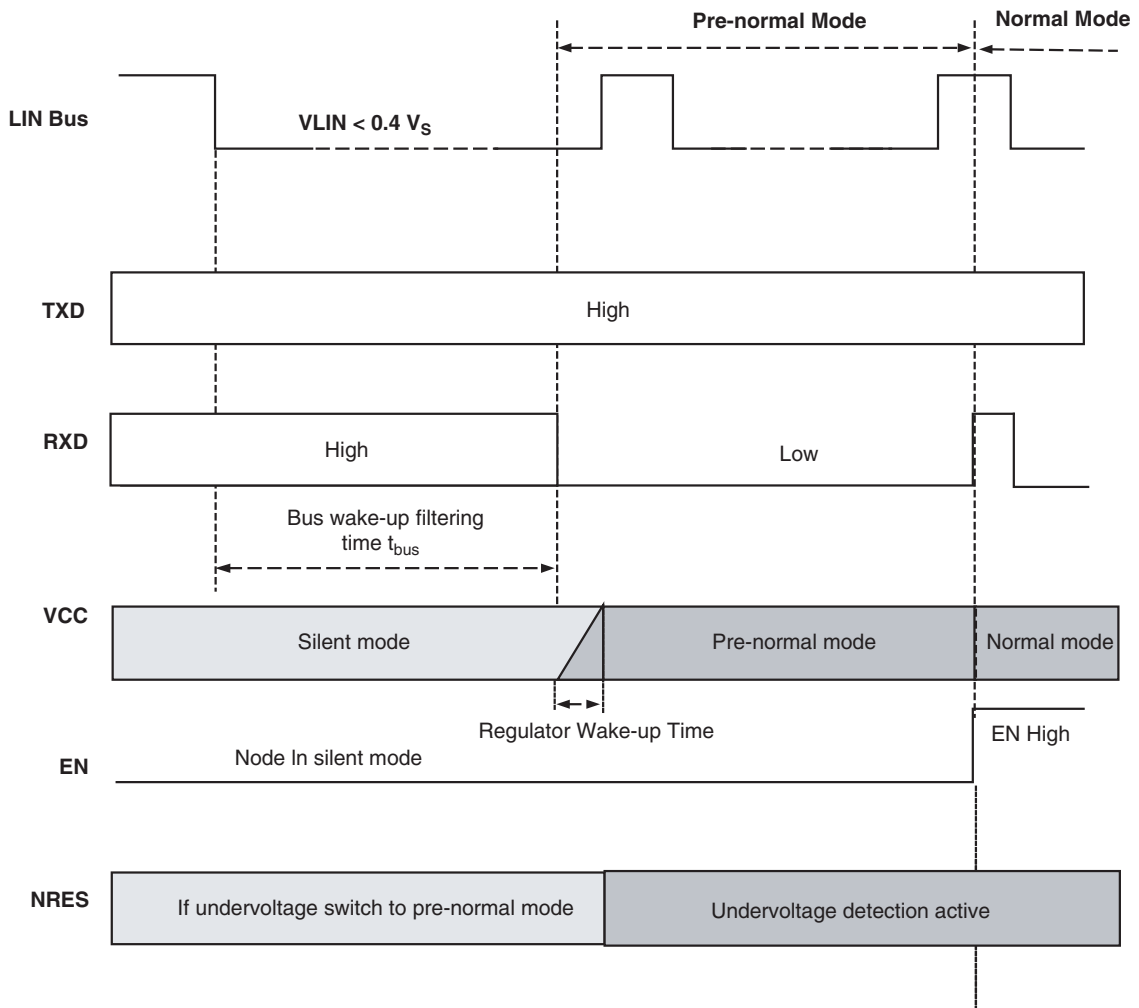 Pre-normal Mode
Normal Mode
LIN Bus
VLIN < 0.4 VS
TXD
High
RXD
High
Low
Bus wake-up filtering
time tbus
VCC
Silent mode
Pre-normal mode
Normal mode
Regulator Wake-up Time
EN High
Node In silent mode
EN
NRES
If undervoltage switch to pre-normal mode
Undervoltage detection active